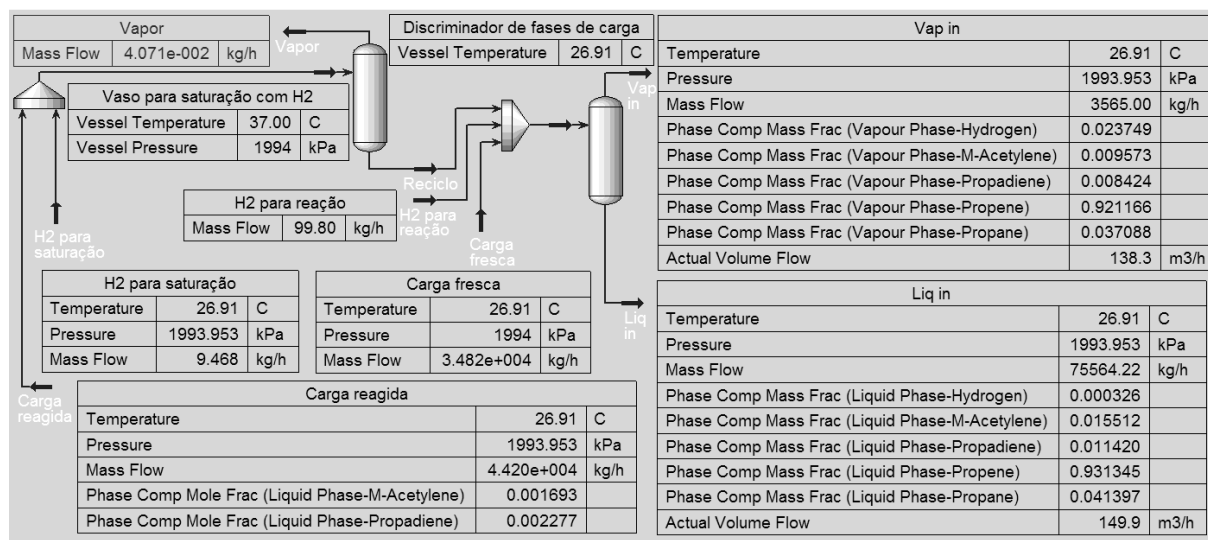 Vapor
Mass Flow 4.071e-002 kg/h
Vapor
Discriminador de fases de carga
Vessel Temperature 26.91 C
Vaso para saturação com H2
Vessel Temperature 37.00 C
Vessel Pressure 1994 kPa
Vap
in
Reciclo
H2 para
reação
H2 para reação
Mass Flow 99.80 kg/h
H2 para
saturação
Carga
fresca
H2 para saturação
Temperature 26.91 C
Pressure 1993.953 kPa
Mass Flow 9.468 kg/h
Carga fresca
Temperature 26.91 C
Pressure 1994 kPa
Mass Flow 3.482e+004 kg/h
Liq
in
Carga
reagida
Carga reagida
Temperature 26.91 C
Pressure 1993.953 kPa
Mass Flow 4.420e+004 kg/h
Phase Comp Mole Frac (Liquid Phase-M-Acetylene) 0.001693
Phase Comp Mole Frac (Liquid Phase-Propadiene) 0.002277
Vap in
Temperature 26.91 C
Pressure 1993.953 kPa
Mass Flow 3565.00 kg/h
Phase Comp Mass Frac (Vapour Phase-Hydrogen) 0.023749
Phase Comp Mass Frac (Vapour Phase-M-Acetylene) 0.009573
Phase Comp Mass Frac (Vapour Phase-Propadiene) 0.008424
Phase Comp Mass Frac (Vapour Phase-Propene) 0.921166
Phase Comp Mass Frac (Vapour Phase-Propane) 0.037088
Actual Volume Flow 138.3 m3/h
Liq in
Temperature 26.91 C
Pressure 1993.953 kPa
Mass Flow 75564.22 kg/h
Phase Comp Mass Frac (Liquid Phase-Hydrogen) 0.000326
Phase Comp Mass Frac (Liquid Phase-M-Acetylene) 0.015512
Phase Comp Mass Frac (Liquid Phase-Propadiene) 0.011420
Phase Comp Mass Frac (Liquid Phase-Propene) 0.931345
Phase Comp Mass Frac (Liquid Phase-Propane) 0.041397
Actual Volume Flow 149.9 m3/h